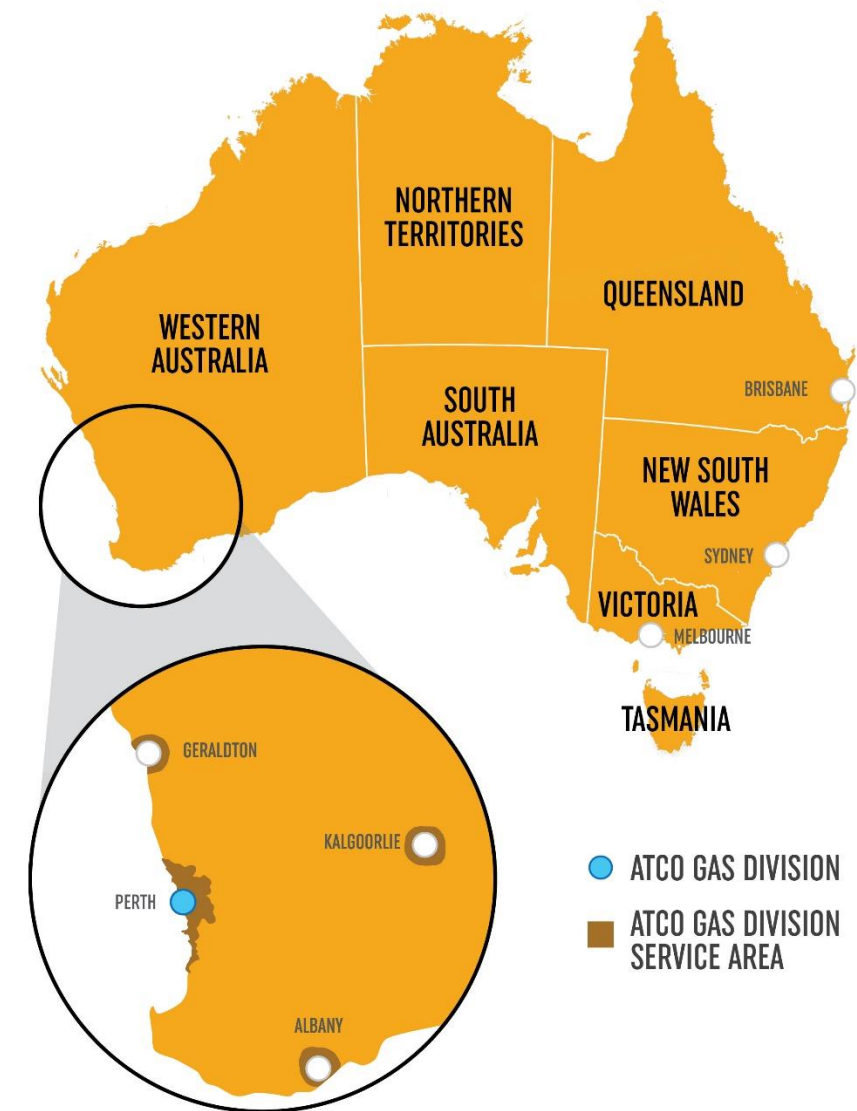 NORTHERN
TERRITORIES
QUEENSLAND
WESTERN
AUSTRALIA
SOUTH
AUSTRALIA
BRISBANE
NEW SOUTH
WALES
SYDNEY
VICTORIA
MELBOURNE
TASMANIA
GERALDTON
KALGOORLIE
PERTH
ALBANY
ATCO GAS DIVISION
ATCO GAS DIVISION
SERVICE AREA